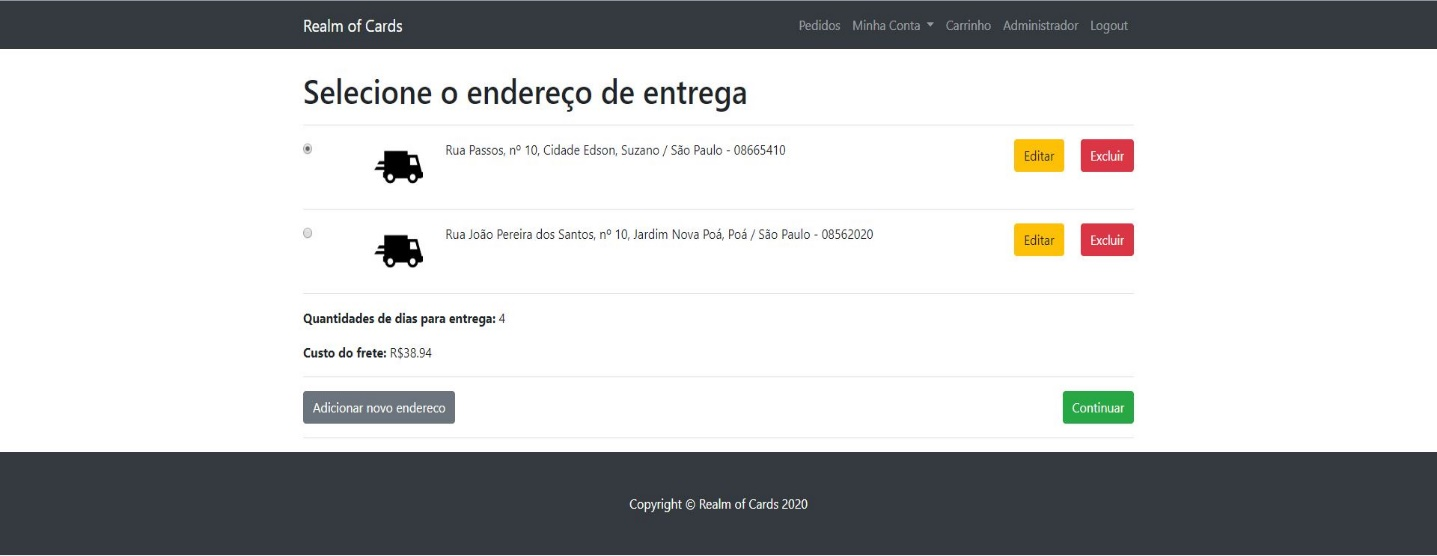 Realm of Cards
Pedidos Minha Conta Carrinho Administrador Logout
Selecione o endereço de entrega
Rua Passos, nº 10, Cidade Edson, Suzano / São Paulo - 08665410 Editar Excluir
Rua João Pereira dos Santos, nº 10, Jardim Nova Poá, Poá / São Paulo - 08562020 Editar Excluir
Quantidades de dias para entrega: 4
Custo do frete: R$38.94
Adicionar novo endereco Continuar
Copyright © Realm of Cards 2020